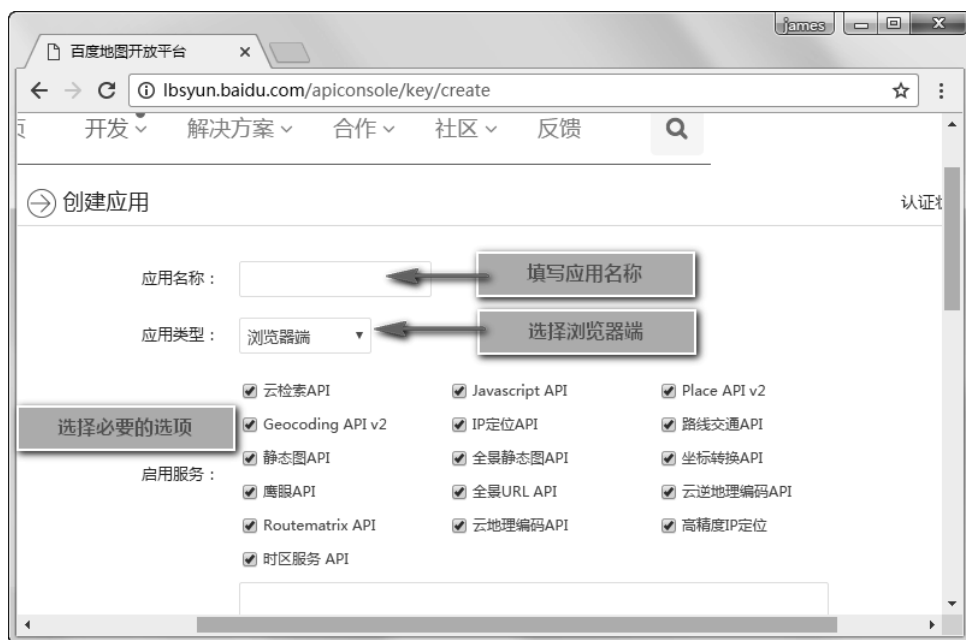 james
百度地图开放平台
lbsyun.baidu.com/apiconsole/key/create
开发 解决方案 合作 社区 反馈
创建应用 认证
应用名称： 填写应用名称
应用类型： 浏览器端 选择浏览器端
云检索API Javascript API Place API v2
选择必要的选项 Geocoding API v2 IP定位API 路线交通API
静态图API 全景静态图API 坐标转换API
启用服务：
鹰眼API 全景URL API 云逆地理编码API
Routematrix API 云地理编码API 高精度IP定位
时区服务 API